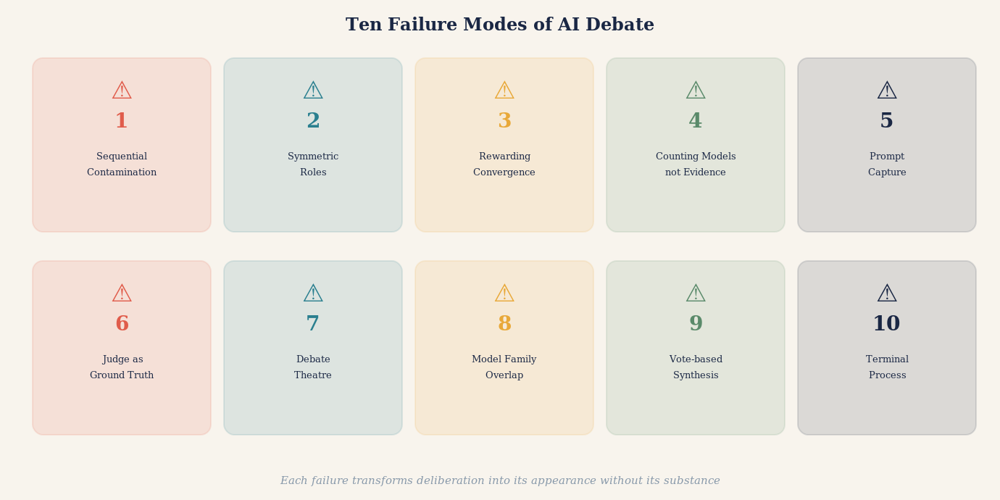 Ten Failure Modes of AI Debate
⚠
1
Sequential
Contamination
⚠
2
Symmetric
Roles
⚠
3
Rewarding
Convergence
⚠
4
Counting Models
not Evidence
⚠
5
Prompt
Capture
⚠
6
Judge as
Ground Truth
⚠
7
Debate
Theatre
⚠
8
Model Family
Overlap
⚠
9
Vote-based
Synthesis
⚠
10
Terminal
Process
Each failure transforms deliberation into its appearance without its substance